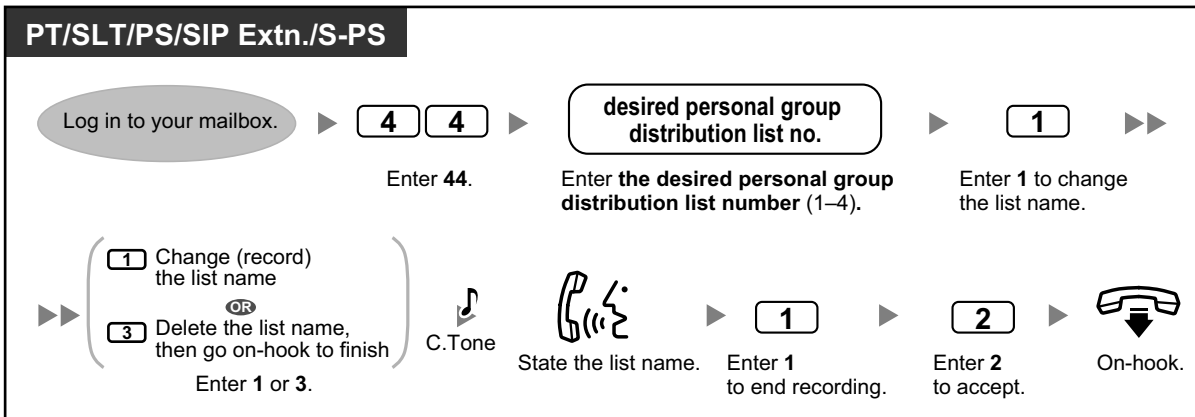 PT/SLT/PS/SIP Extn./S-PS
Log in to your mailbox.
4 4
Enter 44.
desired personal group
distribution list no.
Enter the desired personal group
distribution list number (1–4).
1
Enter 1 to change
the list name.
1 Change (record)
the list name
OR
3 Delete the list name,
then go on-hook to finish
Enter 1 or 3.
C.Tone
State the list name.
1
Enter 1
to end recording.
2
Enter 2
to accept.
On-hook.